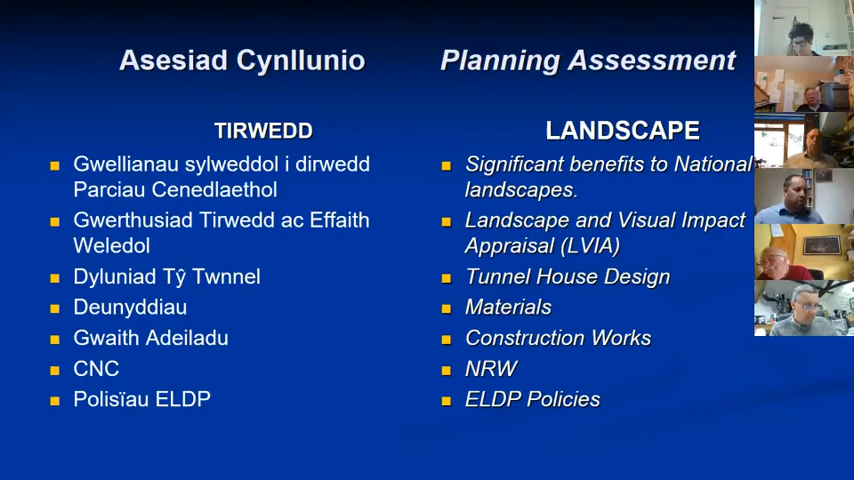 Asesiad Cynllunio
TIRWEDD
Gwellianau sylweddol i dirwedd
Parciau Cenedlaethol
Gwerthusiad Tirwedd ac Effaith
Weledol
Dyluniad Tŷ Twnnel
Deunyddiau
Gwaith Adeiladu
CNC
Polisïau ELDP
Planning Assessment
LANDSCAPE
Significant benefits to National
landscapes.
Landscape and Visual Impact
Appraisal (LVIA)
Tunnel House Design
Materials
Construction Works
NRW
ELDP Policies